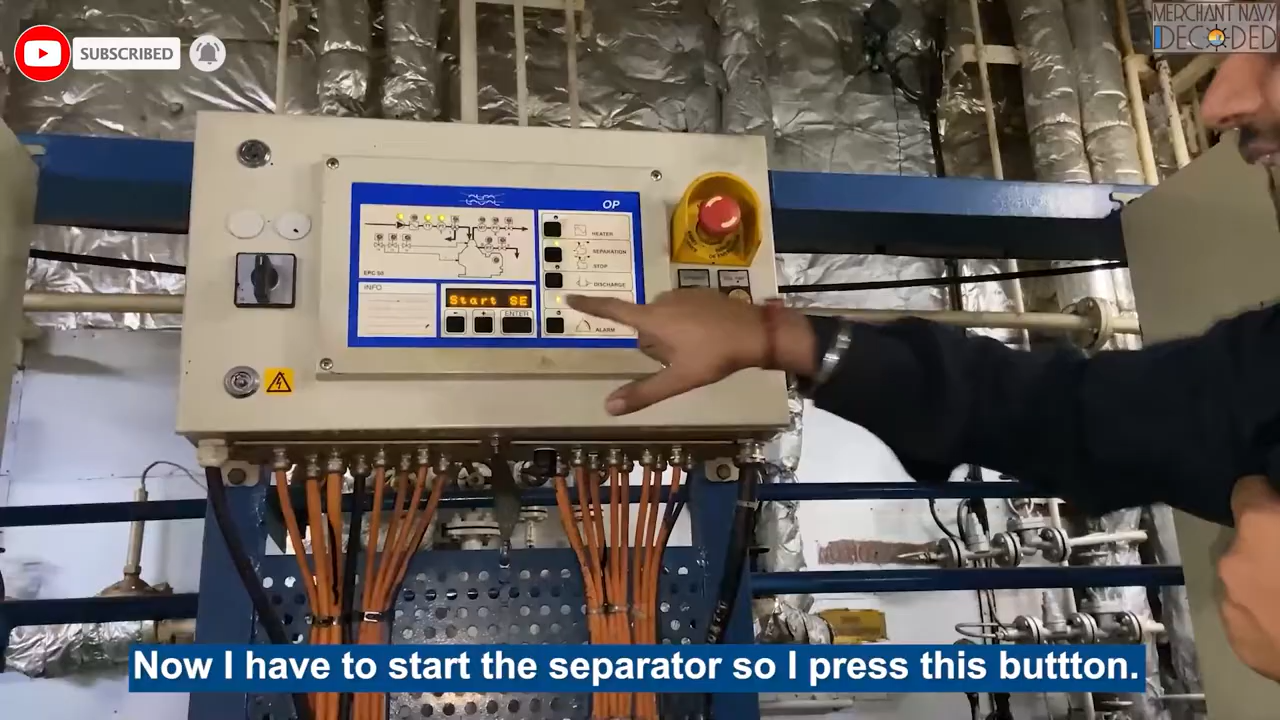 SUBSCRIBED
MERCHANT NAVY
DECODED
OP
HEATER
SEPARATION
STOP
DISCHARGE
EPC 50
INFO
Start SE
ENTER
- +
ALARM
Now I have to start the separator so I press this buttton.